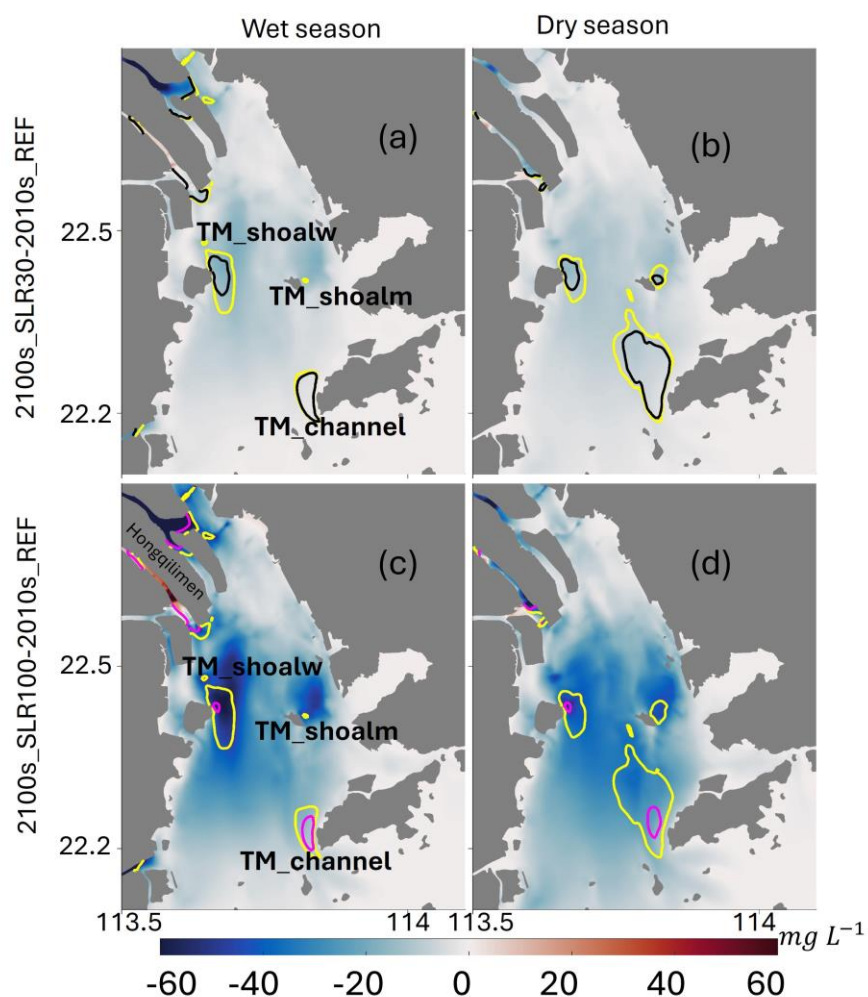 Wet season
Dry season
2100s_SLR30-2010s_REF
(a)
(b)
22.5
TM_shoalw
TM_shoalm
22.2
TM_channel
2100s_SLR100-2010s_REF
Hongqilimen
(c)
(d)
22.5
TM_shoalw
TM_shoalm
22.2
TM_channel
113.5 114 113.5 114
mg L⁻¹
-60 -40 -20 0 20 40 60